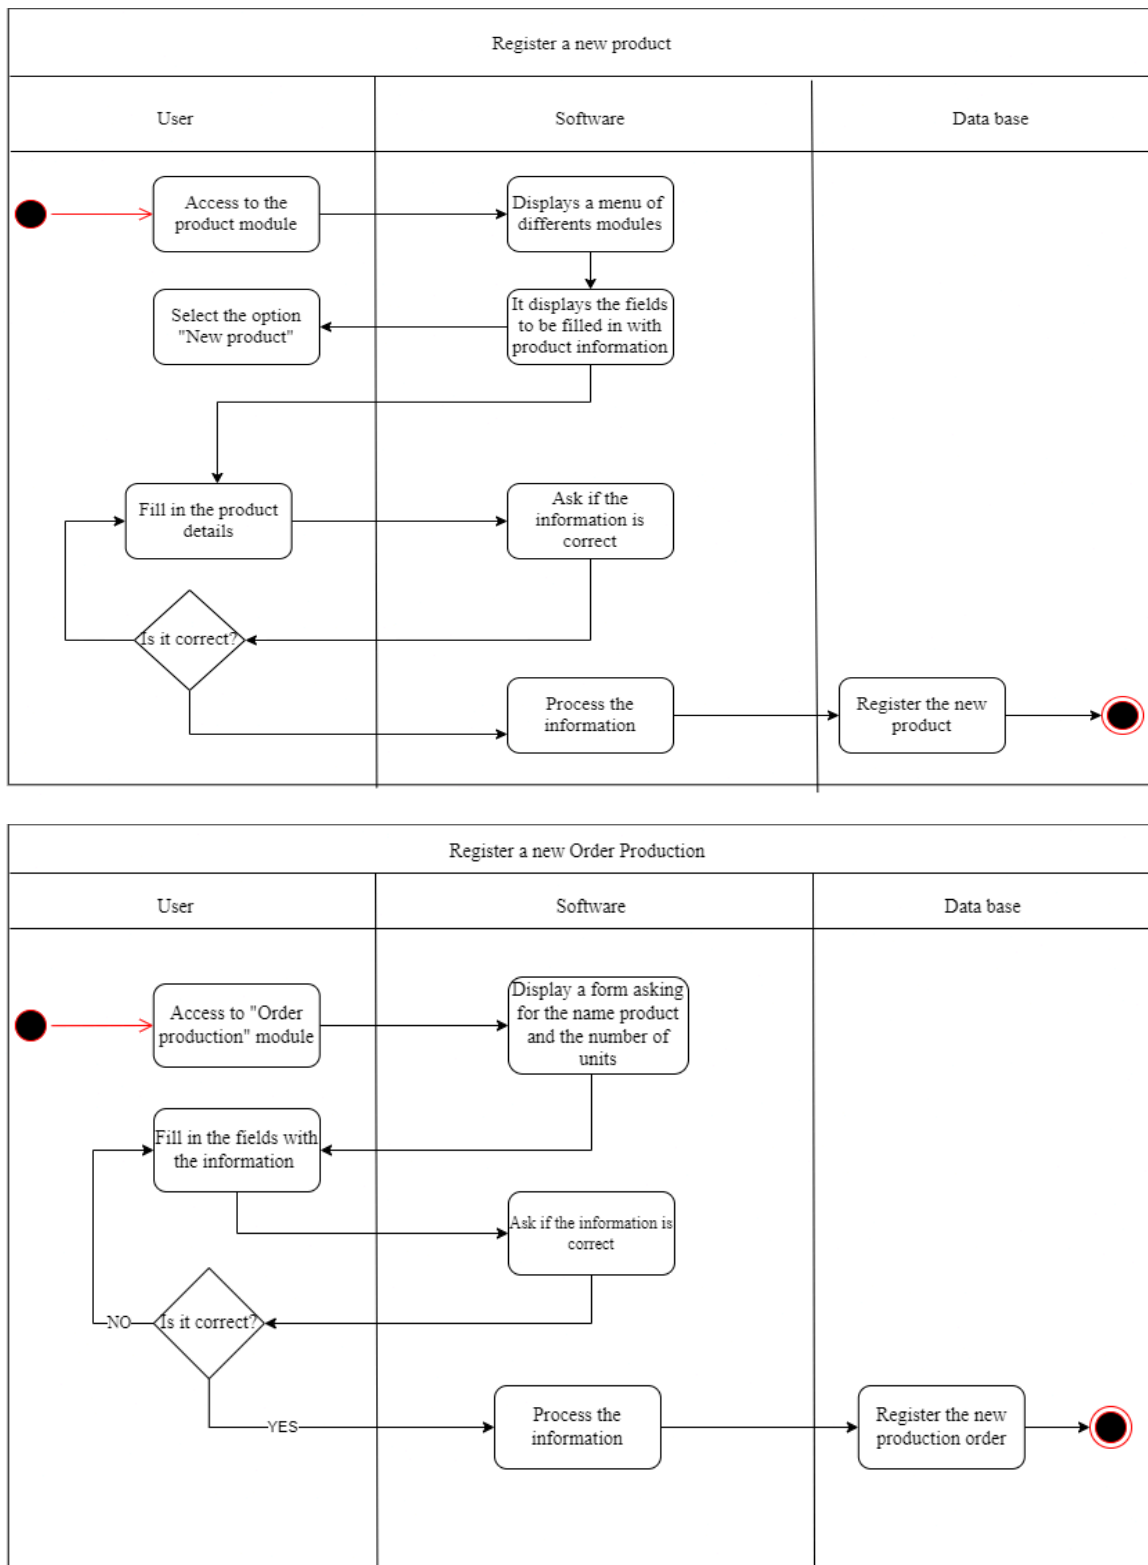 Register a new product
User
Software
Data base
Access to the
product module
Displays a menu of
differents modules
Select the option
"New product"
It displays the fields
to be filled in with
product information
Fill in the product
details
Ask if the
information is
correct
Is it correct?
Process the
information
Register the new
product
Register a new Order Production
User
Software
Data base
Access to "Order
production" module
Display a form asking
for the name product
and the number of
units
Fill in the fields with
the information
Ask if the information is
correct
NO
Is it correct?
YES
Process the
information
Register the new
production order